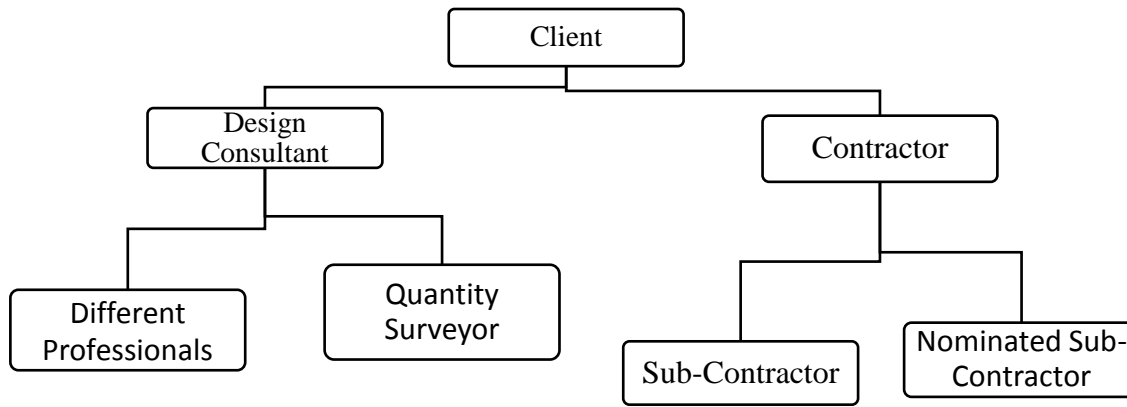 Client
Design
Consultant
Contractor
Different
Professionals
Quantity
Surveyor
Sub-Contractor
Nominated Sub-
Contractor